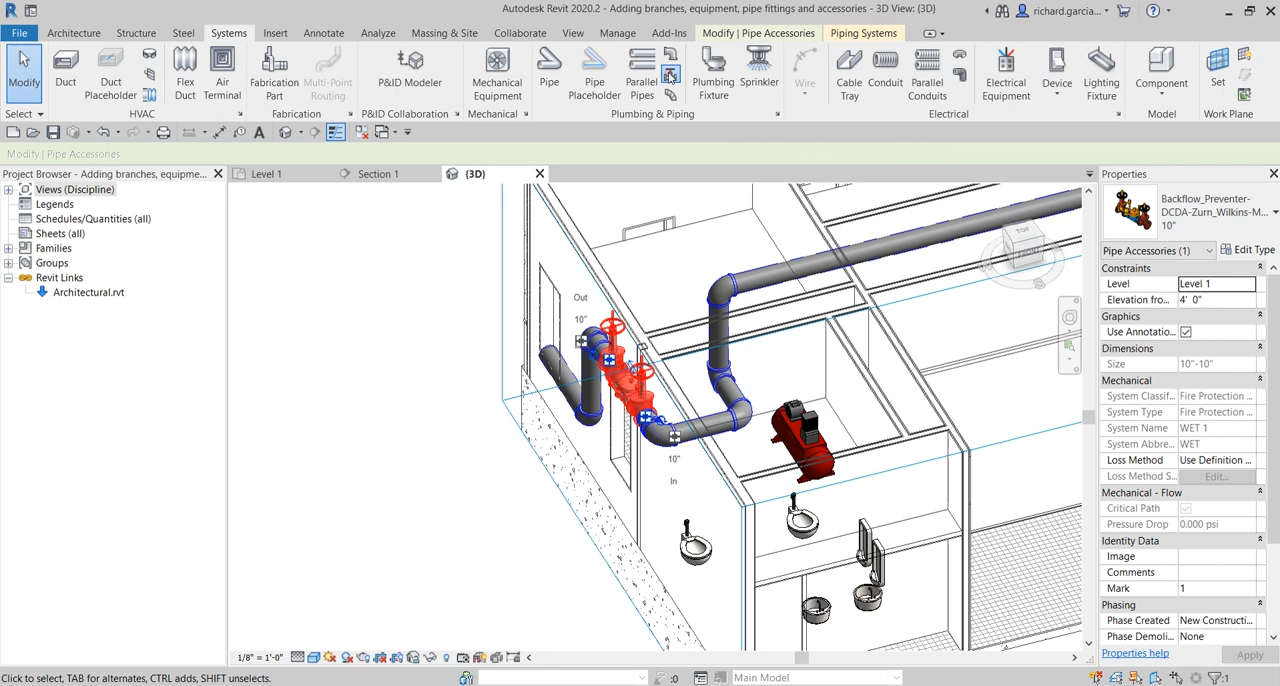 Autodesk Revit 2020.2 - Adding branches, equipment, pipe fittings and accessories - 3D View: {3D}
richard.garcia...
File Architecture Structure Steel Systems Insert Annotate Analyze Massing & Site Collaborate View Manage Add-Ins Modify | Pipe Accessories Piping Systems
Modify
Duct
Duct Placeholder
Flex Duct
Air Terminal
Fabrication Part
Multi-Point Routing
P&ID Modeler
Mechanical Equipment
Pipe
Pipe Placeholder
Parallel Pipes
Plumbing Fixture
Sprinkler
Wire
Cable Tray
Conduit
Parallel Conduits
Electrical Equipment
Device
Lighting Fixture
Component
Set
Select HVAC Fabrication P&ID Collaboration Mechanical Plumbing & Piping Electrical Model Work Plane
Modify | Pipe Accessories
Project Browser - Adding branches, equipme...
Views (Discipline)
Legends
Schedules/Quantities (all)
Sheets (all)
Families
Groups
Revit Links
Architectural.rvt
Level 1
Section 1
{3D}
Out
10"
10"
In
TOP
Properties
Backflow_Preventer-
DCDA-Zurn_Wilkins-M...
10"
Pipe Accessories (1) Edit Type
Constraints
Level Level 1
Elevation fro... 4' 0"
Graphics
Use Annotatio...
Dimensions
Size 10"-10"
Mechanical
System Classif... Fire Protection ...
System Type Fire Protection ...
System Name WET 1
System Abbre... WET
Loss Method Use Definition ...
Loss Method S... Edit...
Mechanical - Flow
Critical Path
Pressure Drop 0.000 psi
Identity Data
Image
Comments
Mark 1
Phasing
Phase Created New Constructi...
Phase Demoli... None
Properties help Apply
1/8" = 1'-0"
Click to select, TAB for alternates, CTRL adds, SHIFT unselects. :0 Main Model :1